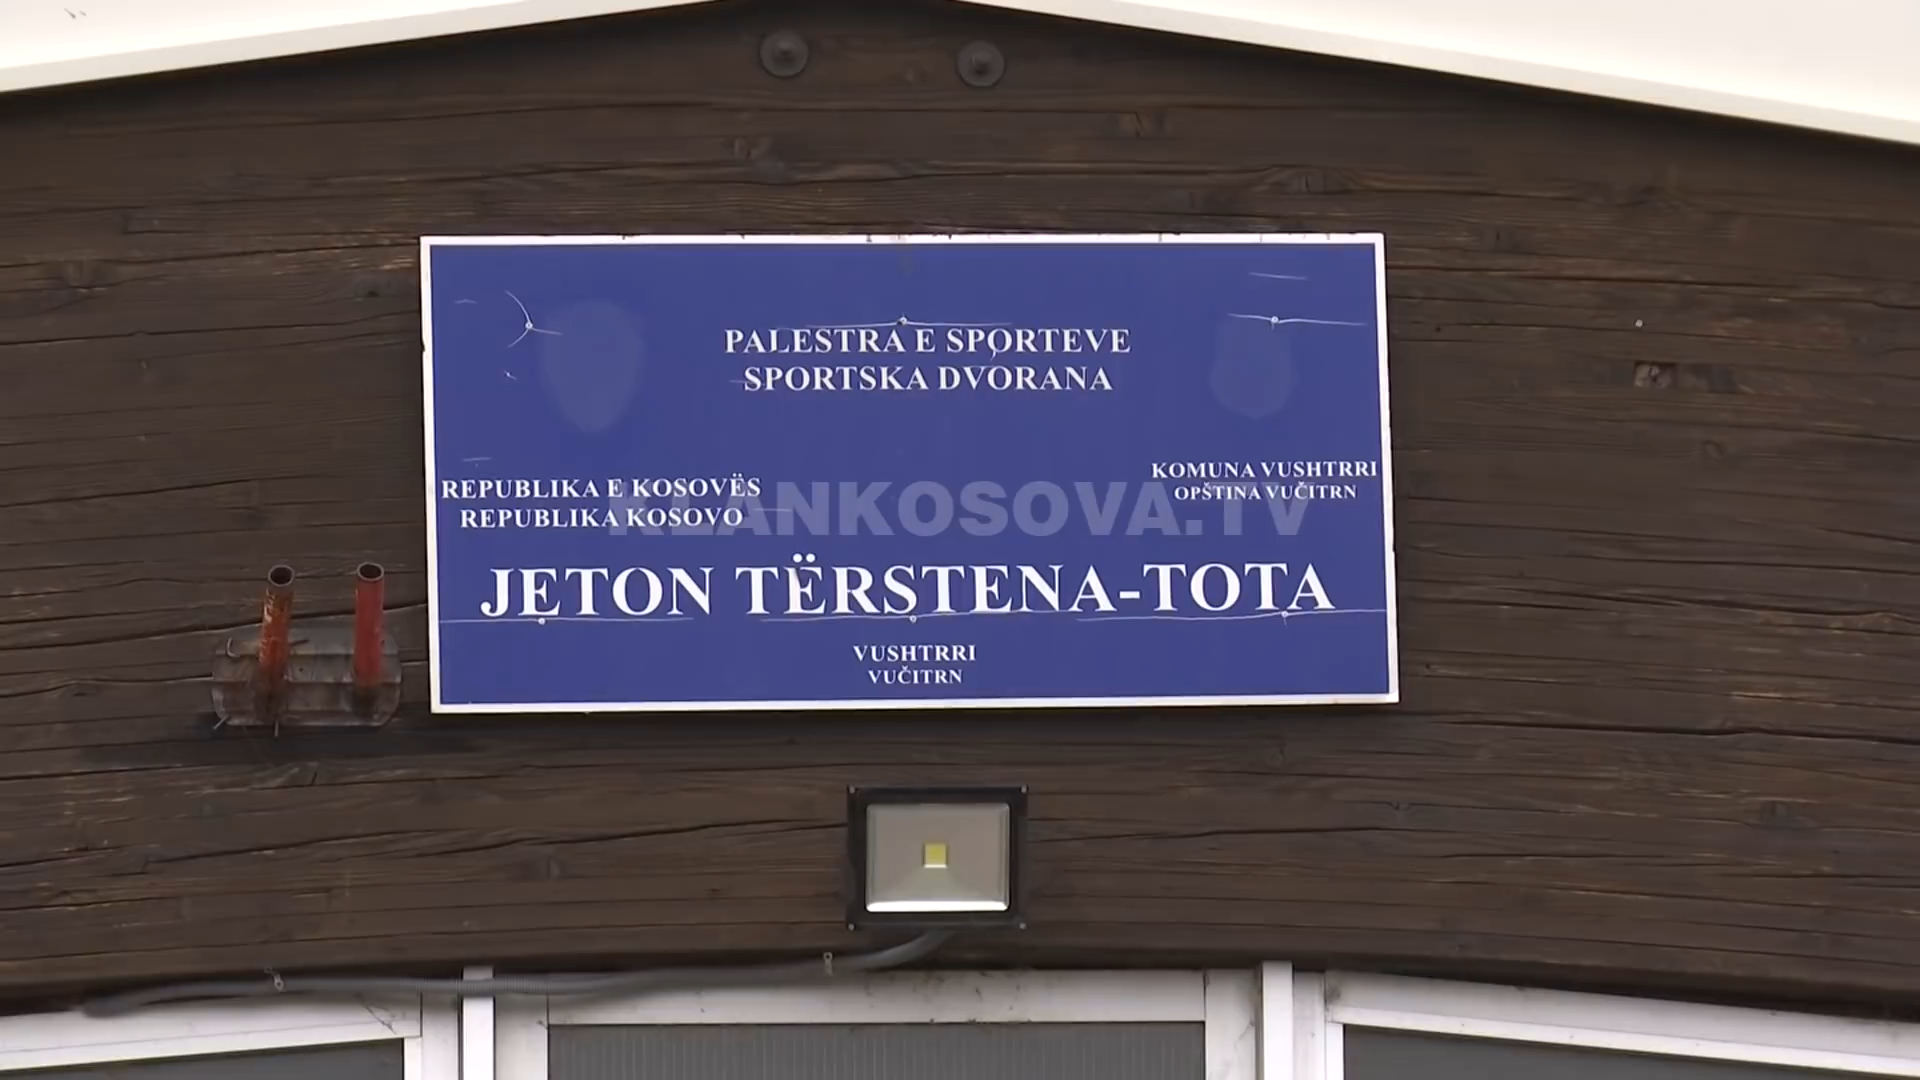 PALESTRA E SPORTEVE
SPORTSKA DVORANA
REPUBLIKA E KOSOVËS
REPUBLIKA KOSOVO
KOMUNA VUSHTRRI
OPŠTINA VUČITRN
KLANKOSOVA.TV
JETON TËRSTENA-TOTA
VUSHTRRI
VUČITRN